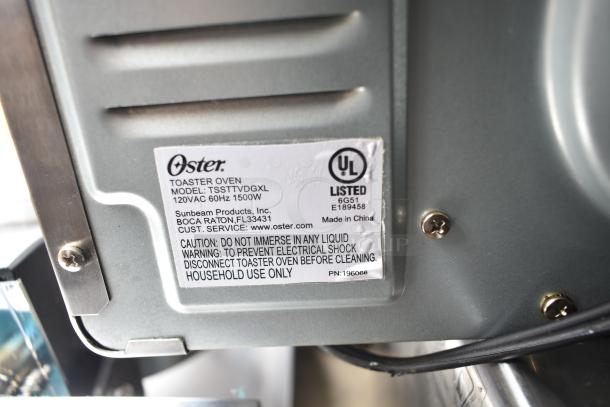 Oster.
TOASTER OVEN
MODEL: TSSTTVDGXL
120VAC 60Hz 1500W
Sunbeam Products, Inc.
BOCA RATON,FL33431
CUST. SERVICE: www.oster.com
UL
LISTED
6G51
E189458
Made in China
CAUTION: DO NOT IMMERSE IN ANY LIQUID
WARNING: TO PREVENT ELECTRICAL SHOCK
DISCONNECT TOASTER OVEN BEFORE CLEANING.
HOUSEHOLD USE ONLY
PN:196066